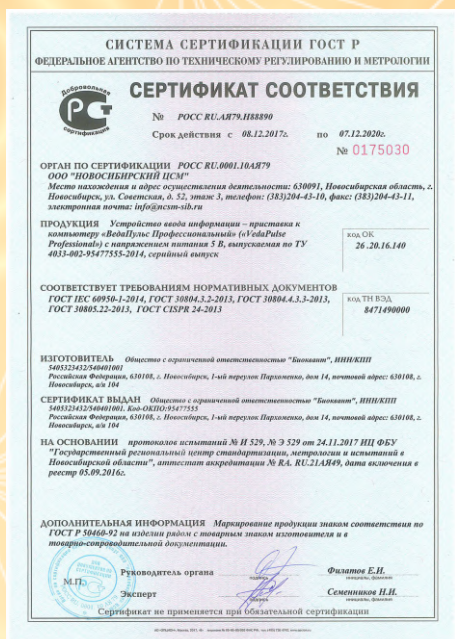 СИСТЕМА СЕРТИФИКАЦИИ ГОСТ Р
ФЕДЕРАЛЬНОЕ АГЕНТСТВО ПО ТЕХНИЧЕСКОМУ РЕГУЛИРОВАНИЮ И МЕТРОЛОГИИ
Добровольная
сертификация
СЕРТИФИКАТ СООТВЕТСТВИЯ
№ РОСС RU.АЯ79.Н88890
Срок действия с 08.12.2017г. по 07.12.2020г.
№ 0175030
ОРГАН ПО СЕРТИФИКАЦИИ РОСС RU.0001.10АЯ79
ООО "НОВОСИБИРСКИЙ ЦСМ"
Место нахождения и адрес осуществления деятельности: 630091, Новосибирская область, г.
Новосибирск, ул. Советская, д. 52, этаж 3, телефон: (383)204-43-10, факс: (383)204-43-11,
электронная почта: info@ncsm-sib.ru
ПРОДУКЦИЯ Устройство ввода информации – приставка к
компьютеру «ВедаПульс Профессиональный» («VedaPulse
Professional») с напряжением питания 5 В, выпускаемая по ТУ
4033-002-95477555-2014, серийный выпуск
код ОК
26.20.16.140
СООТВЕТСТВУЕТ ТРЕБОВАНИЯМ НОРМАТИВНЫХ ДОКУМЕНТОВ
ГОСТ IEC 60950-1-2014, ГОСТ 30804.3.2-2013, ГОСТ 30804.4.3.3-2013,
ГОСТ 30805.22-2013, ГОСТ CISPR 24-2013
код ТН ВЭД
8471490000
ИЗГОТОВИТЕЛЬ Общество с ограниченной ответственностью "Биоквант", ИНН/КПП
5405323432/540401001
Российская Федерация, 630108, г. Новосибирск, 1-ый переулок Пархоменко, дом 14, почтовой адрес: 630108, г.
Новосибирск, а/я 104
СЕРТИФИКАТ ВЫДАН Общество с ограниченной ответственностью "Биоквант", ИНН/КПП
5405323432/540401001. Код-ОКПО:95477555
Российская Федерация, 630108, г. Новосибирск, 1-ый переулок Пархоменко, дом 14, почтовой адрес: 630108, г.
Новосибирск, а/я 104
НА ОСНОВАНИИ протоколов испытаний № И 529, № Э 529 от 24.11.2017 ИЦ ФБУ
"Государственный региональный центр стандартизации, метрологии и испытаний в
Новосибирской области", аттестат аккредитации № RA. RU.21АЯ49, дата включения в
реестр 05.09.2016г.
ДОПОЛНИТЕЛЬНАЯ ИНФОРМАЦИЯ Маркирование продукции знаком соответствия по
ГОСТ Р 50460-92 на изделии рядом с товарным знаком изготовителя и в
товарно-сопроводительной документации.
М.П.
Руководитель органа
подпись
Филатов Е.И.
инициалы, фамилия
Эксперт
подпись
Семенников Н.И.
инициалы, фамилия
Сертификат не применяется при обязательной сертификации